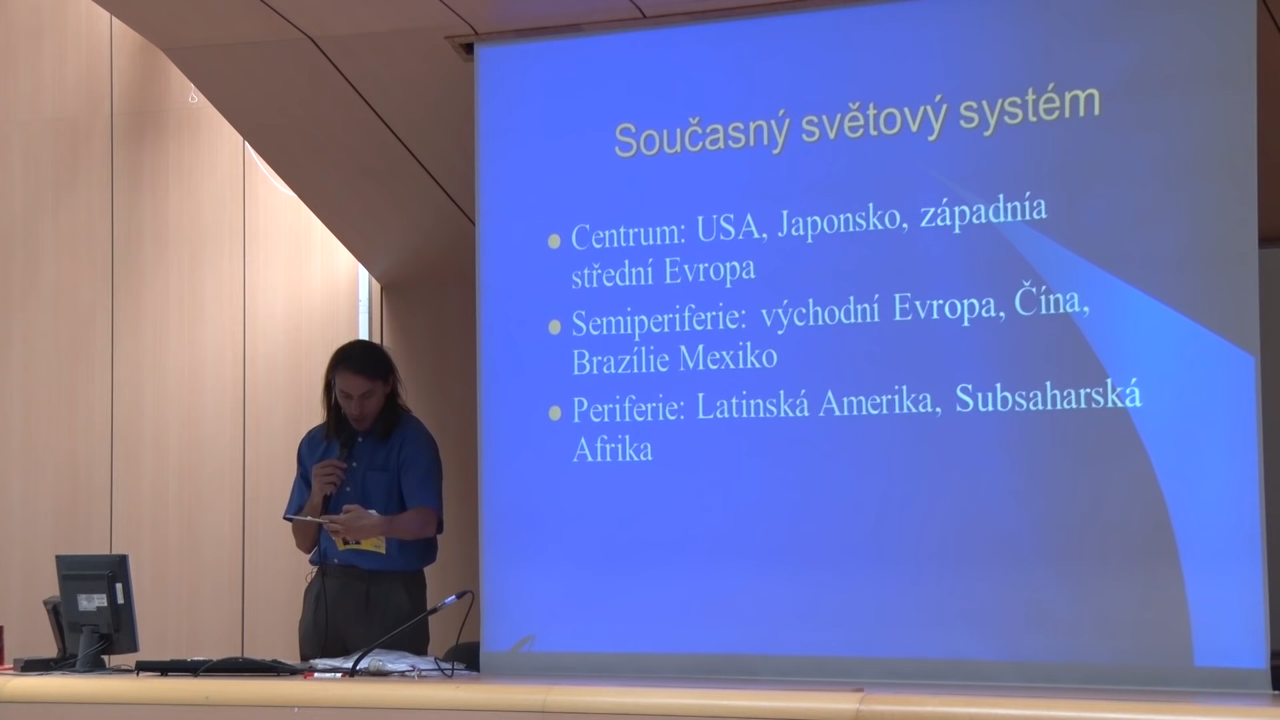 Současný světový systém
Centrum: USA, Japonsko, západnía
střední Evropa
Semiperiferie: východní Evropa, Čína,
Brazílie Mexiko
Periferie: Latinská Amerika, Subsaharská
Afrika